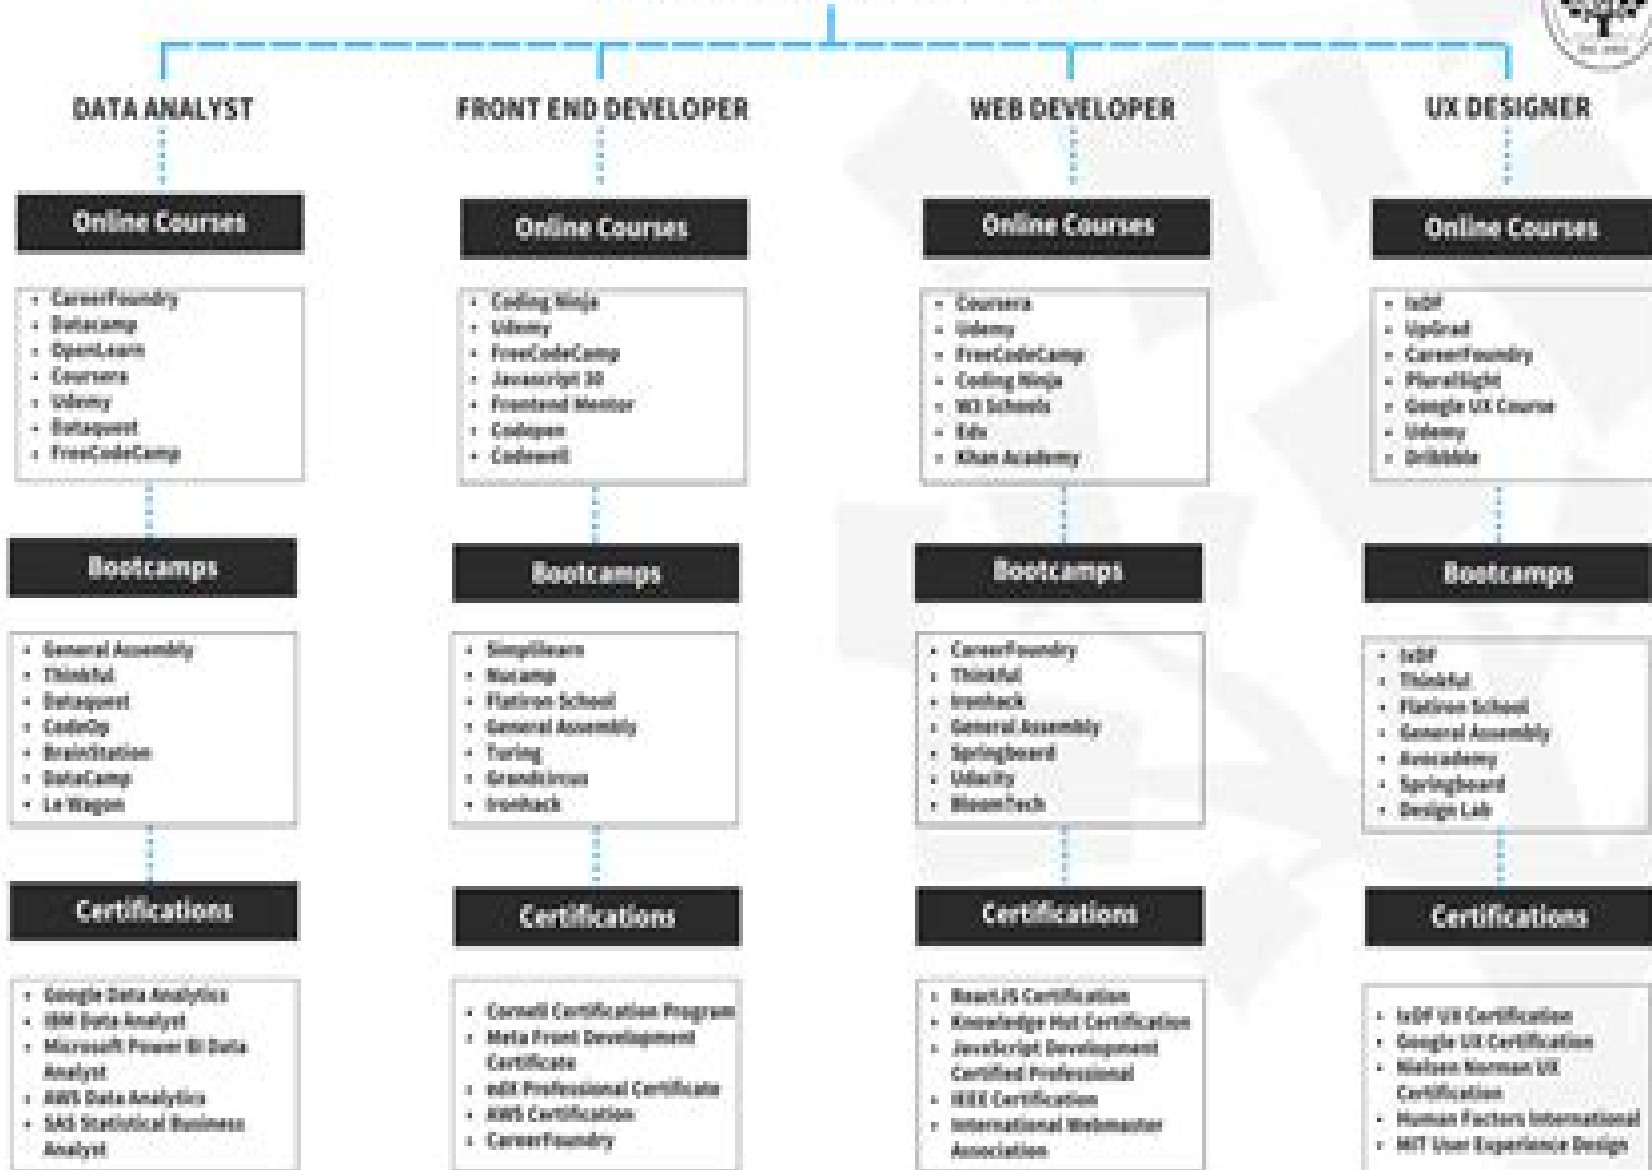 DATA ANALYST
Online Courses
CareerFoundry
Datacamp
OpenLearn
Coursera
Udemy
Dataquest
FreeCodeCamp
Bootcamps
General Assembly
Thinkful
Dataquest
CodeOp
BrainStation
DataCamp
Le Wagon
Certifications
Google Data Analytics
IBM Data Analyst
Microsoft Power BI Data
Analyst
AWS Data Analytics
SAS Statistical Business
Analyst
FRONT END DEVELOPER
Online Courses
Coding Ninja
Udemy
FreeCodeCamp
Javascript 30
Frontend Mentor
Codepen
Codewell
Bootcamps
Simplilearn
Nucamp
Flatiron School
General Assembly
Turing
Grandcircus
Ironhack
Certifications
Cornell Certification Program
Meta Front Development
Certificate
edX Professional Certificate
AWS Certification
CareerFoundry
WEB DEVELOPER
Online Courses
Coursera
Udemy
FreeCodeCamp
Coding Ninja
W3 Schools
Edx
Khan Academy
Bootcamps
CareerFoundry
Thinkful
Ironhack
General Assembly
Springboard
Udacity
BloomTech
Certifications
ReactJS Certification
Knowledge Hut Certification
JavaScript Development
Certified Professional
IEEE Certification
International Webmaster
Association
UX DESIGNER
Online Courses
IxDF
UpGrad
CareerFoundry
PluralSight
Google UX Course
Udemy
Dribbble
Bootcamps
IxDF
Thinkful
Flatiron School
General Assembly
Avocademy
Springboard
Design Lab
Certifications
IxDF UX Certification
Google UX Certification
Nielsen Norman UX
Certification
Human Factors International
MIT User Experience Design